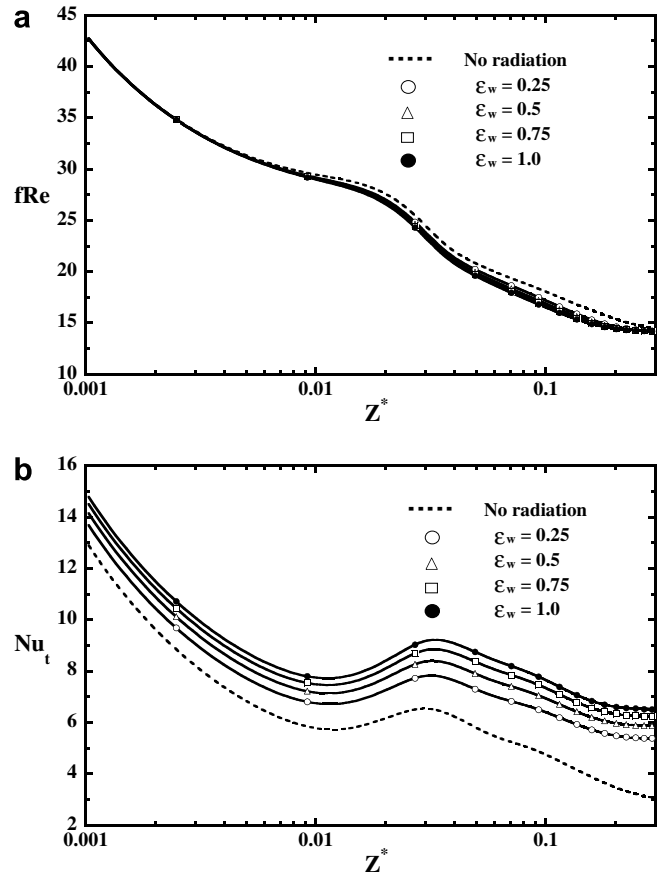 a
45
40
35
30
25
20
15
10
fRe
No radiation
εw = 0.25
εw = 0.5
εw = 0.75
εw = 1.0
0.001
0.01
0.1
Z*
b
16
14
12
10
8
6
4
2
Nut
No radiation
εw = 0.25
εw = 0.5
εw = 0.75
εw = 1.0
0.001
0.01
0.1
Z*